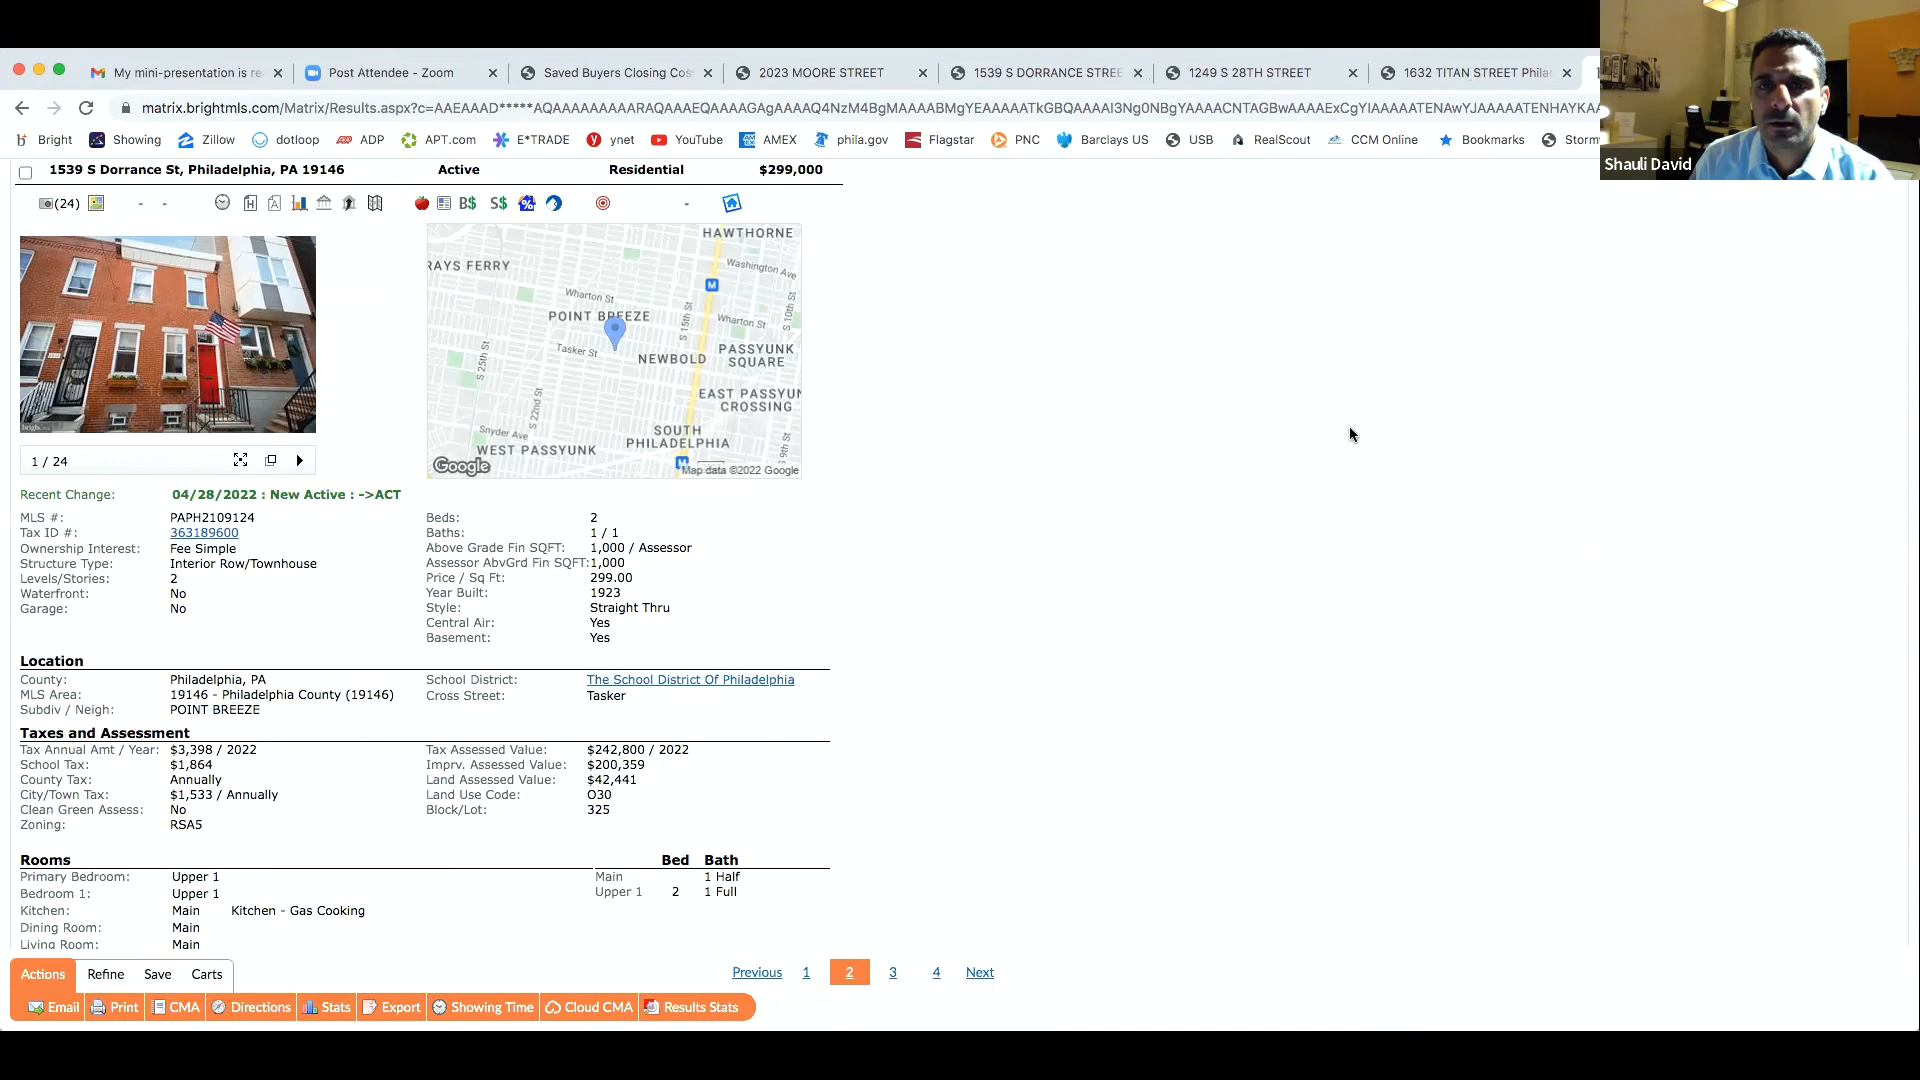 My mini-presentation is re
Post Attendee - Zoom
Saved Buyers Closing Cos
2023 MOORE STREET
1539 S DORRANCE STREE
1249 S 28TH STREET
1632 TITAN STREET Phila
matrix.brightmls.com/Matrix/Results.aspx?c=AAEAAAD*****AQAAAAAAAAARAQAAAEQAAAAGAgAAAAQ4NzM4BgMAAAABMgYEAAAAATkGBQAAAAI3Ng0NBgYAAAACNTAGBwAAAAExCgYIAAAAATENAwYJAAAAATENHAYKAA
Bright
Showing
Zillow
dotloop
ADP
APT.com
E*TRADE
ynet
YouTube
AMEX
phila.gov
Flagstar
PNC
Barclays US
USB
RealScout
CCM Online
Bookmarks
Storm
Shauli David
1539 S Dorrance St, Philadelphia, PA 19146 Active Residential $299,000
(24) - - H A B$ S$ % -
HAWTHORNE
RAYS FERRY
Washington Ave
M
Wharton St
S 10th St
POINT BREEZE
S 15th St
Wharton St
Tasker St
NEWBOLD
PASSYUNK SQUARE
S 25th St
S 22nd St
EAST PASSYUN
CROSSING
Snyder Ave
SOUTH PHILADELPHIA
S 9th St
WEST PASSYUNK
Google
M
Map data ©2022 Google
1 / 24
Recent Change: 04/28/2022 : New Active : ->ACT
MLS #: PAPH2109124
Tax ID #: 363189600
Ownership Interest: Fee Simple
Structure Type: Interior Row/Townhouse
Levels/Stories: 2
Waterfront: No
Garage: No
Beds: 2
Baths: 1 / 1
Above Grade Fin SQFT: 1,000 / Assessor
Assessor AbvGrd Fin SQFT: 1,000
Price / Sq Ft: 299.00
Year Built: 1923
Style: Straight Thru
Central Air: Yes
Basement: Yes
Location
County: Philadelphia, PA
MLS Area: 19146 - Philadelphia County (19146)
Subdiv / Neigh: POINT BREEZE
School District: The School District Of Philadelphia
Cross Street: Tasker
Taxes and Assessment
Tax Annual Amt / Year: $3,398 / 2022
School Tax: $1,864
County Tax: Annually
City/Town Tax: $1,533 / Annually
Clean Green Assess: No
Zoning: RSA5
Tax Assessed Value: $242,800 / 2022
Imprv. Assessed Value: $200,359
Land Assessed Value: $42,441
Land Use Code: O30
Block/Lot: 325
Rooms Bed Bath
Primary Bedroom: Upper 1
Bedroom 1: Upper 1
Kitchen: Main Kitchen - Gas Cooking
Dining Room: Main
Living Room: Main
Main 1 Half
Upper 1 2 1 Full
Actions Refine Save Carts
Previous 1 2 3 4 Next
Email Print CMA Directions Stats Export Showing Time Cloud CMA Results Stats